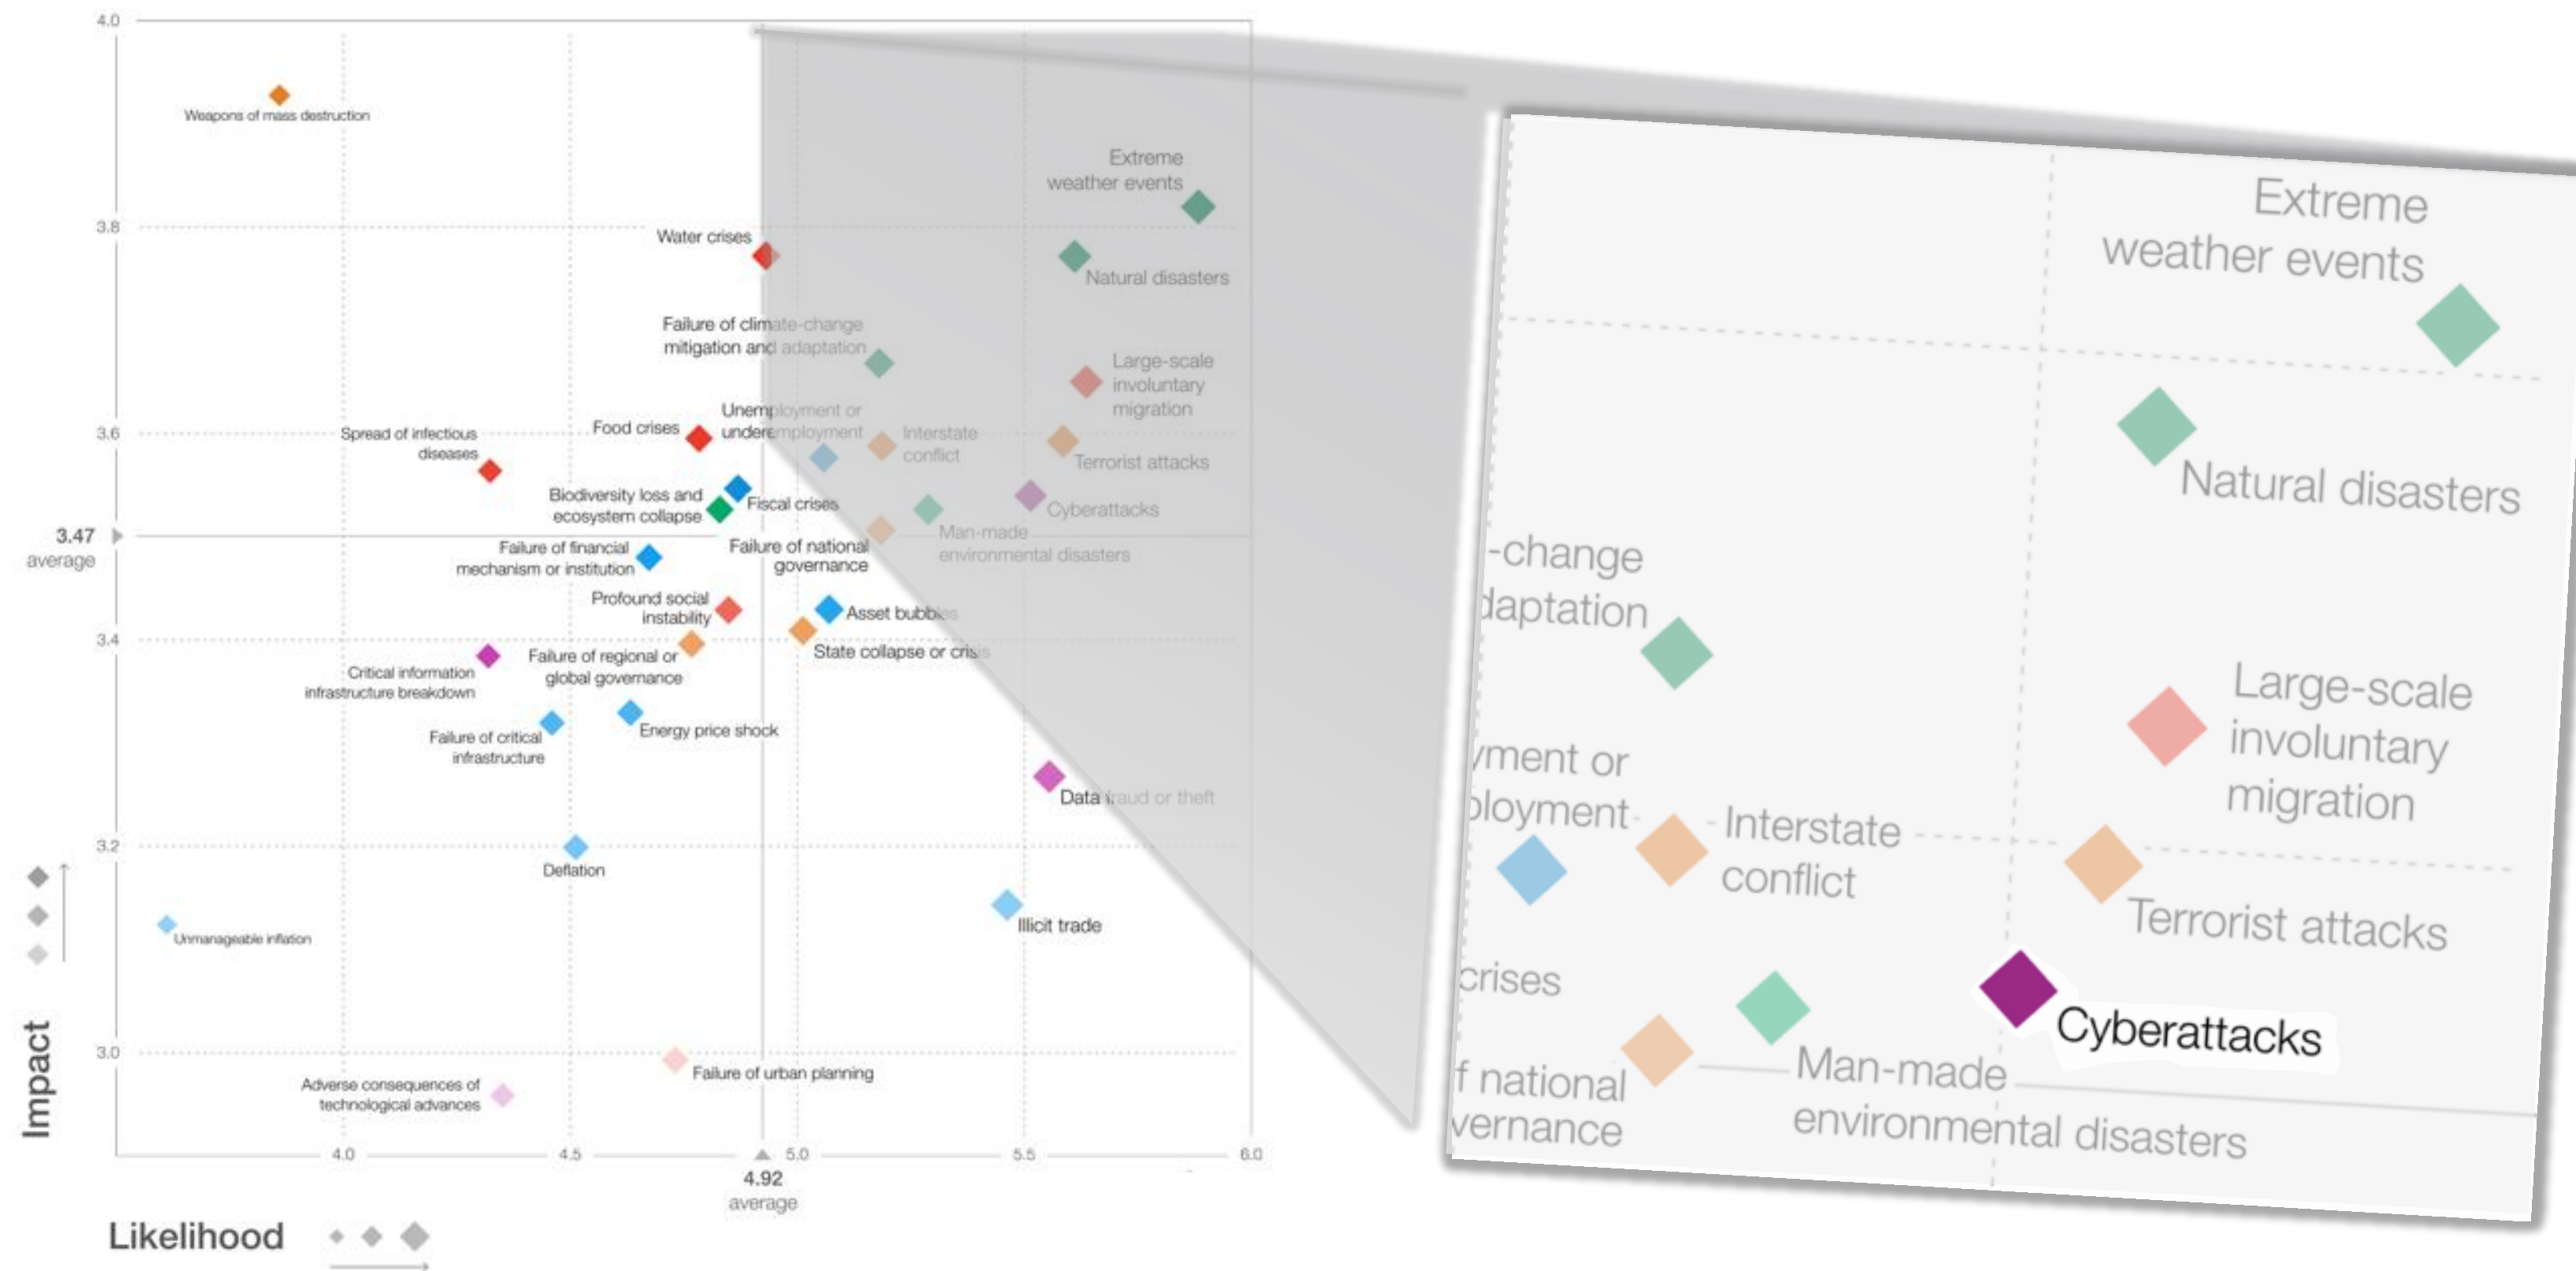 4.0
Weapons of mass destruction
Extreme
weather events
3.8
Water crises
Natural disasters
Failure of climate-change
mitigation and adaptation
Large-scale
involuntary
migration
Unemployment or
underemployment
3.6
Food crises
Interstate
conflict
Spread of infectious
diseases
Terrorist attacks
Biodiversity loss and
ecosystem collapse
Fiscal crises
Cyberattacks
3.47
average
Man-made
environmental disasters
Failure of national
governance
Failure of financial
mechanism or institution
Profound social
instability
Asset bubbles
3.4
State collapse or crisis
Failure of regional or
global governance
Critical information
infrastructure breakdown
Failure of critical
infrastructure
Energy price shock
Data fraud or theft
3.2
Deflation
Illicit trade
Unmanageable inflation
3.0
Failure of urban planning
Adverse consequences of
technological advances
Impact
4.0
4.5
5.0
5.5
6.0
4.92
average
Likelihood
Extreme
weather events
Natural disasters
-change
daptation
Large-scale
involuntary
migration
yment or
ployment
Interstate
conflict
Terrorist attacks
crises
Cyberattacks
f national
vernance
Man-made
environmental disasters